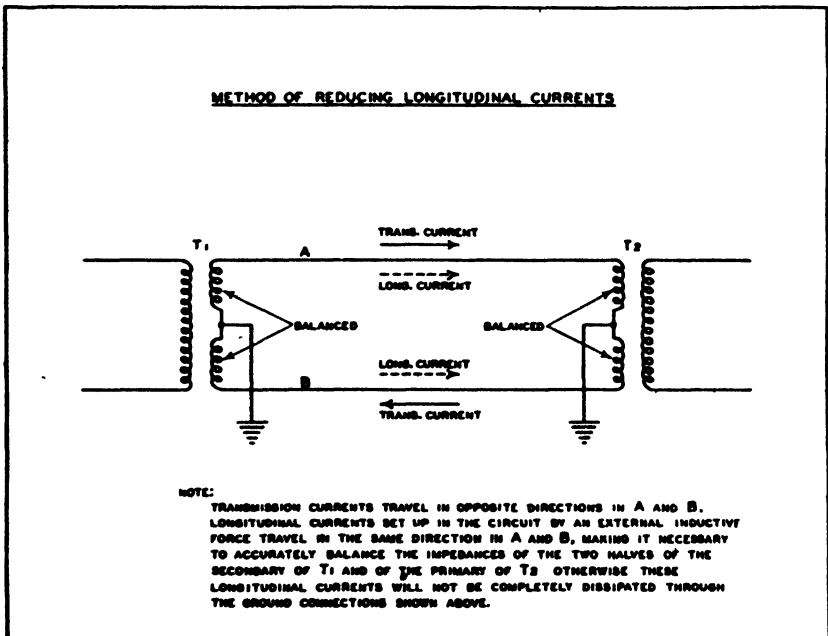 METHOD OF REDUCING LONGITUDINAL CURRENTS
TRANS. CURRENT
T1
A
T2
LONG. CURRENT
BALANCED
BALANCED
LONG. CURRENT
B
TRANS. CURRENT
NOTE:
TRANSMISSION CURRENTS TRAVEL IN OPPOSITE DIRECTIONS IN A AND B.
LONGITUDINAL CURRENTS SET UP IN THE CIRCUIT BY AN EXTERNAL INDUCTIVE
FORCE TRAVEL IN THE SAME DIRECTION IN A AND B, MAKING IT NECESSARY
TO ACCURATELY BALANCE THE IMPEDANCES OF THE TWO HALVES OF THE
SECONDARY OF T1 AND OF THE PRIMARY OF T2 OTHERWISE THESE
LONGITUDINAL CURRENTS WILL NOT BE COMPLETELY DISSIPATED THROUGH
THE GROUND CONNECTIONS SHOWN ABOVE.